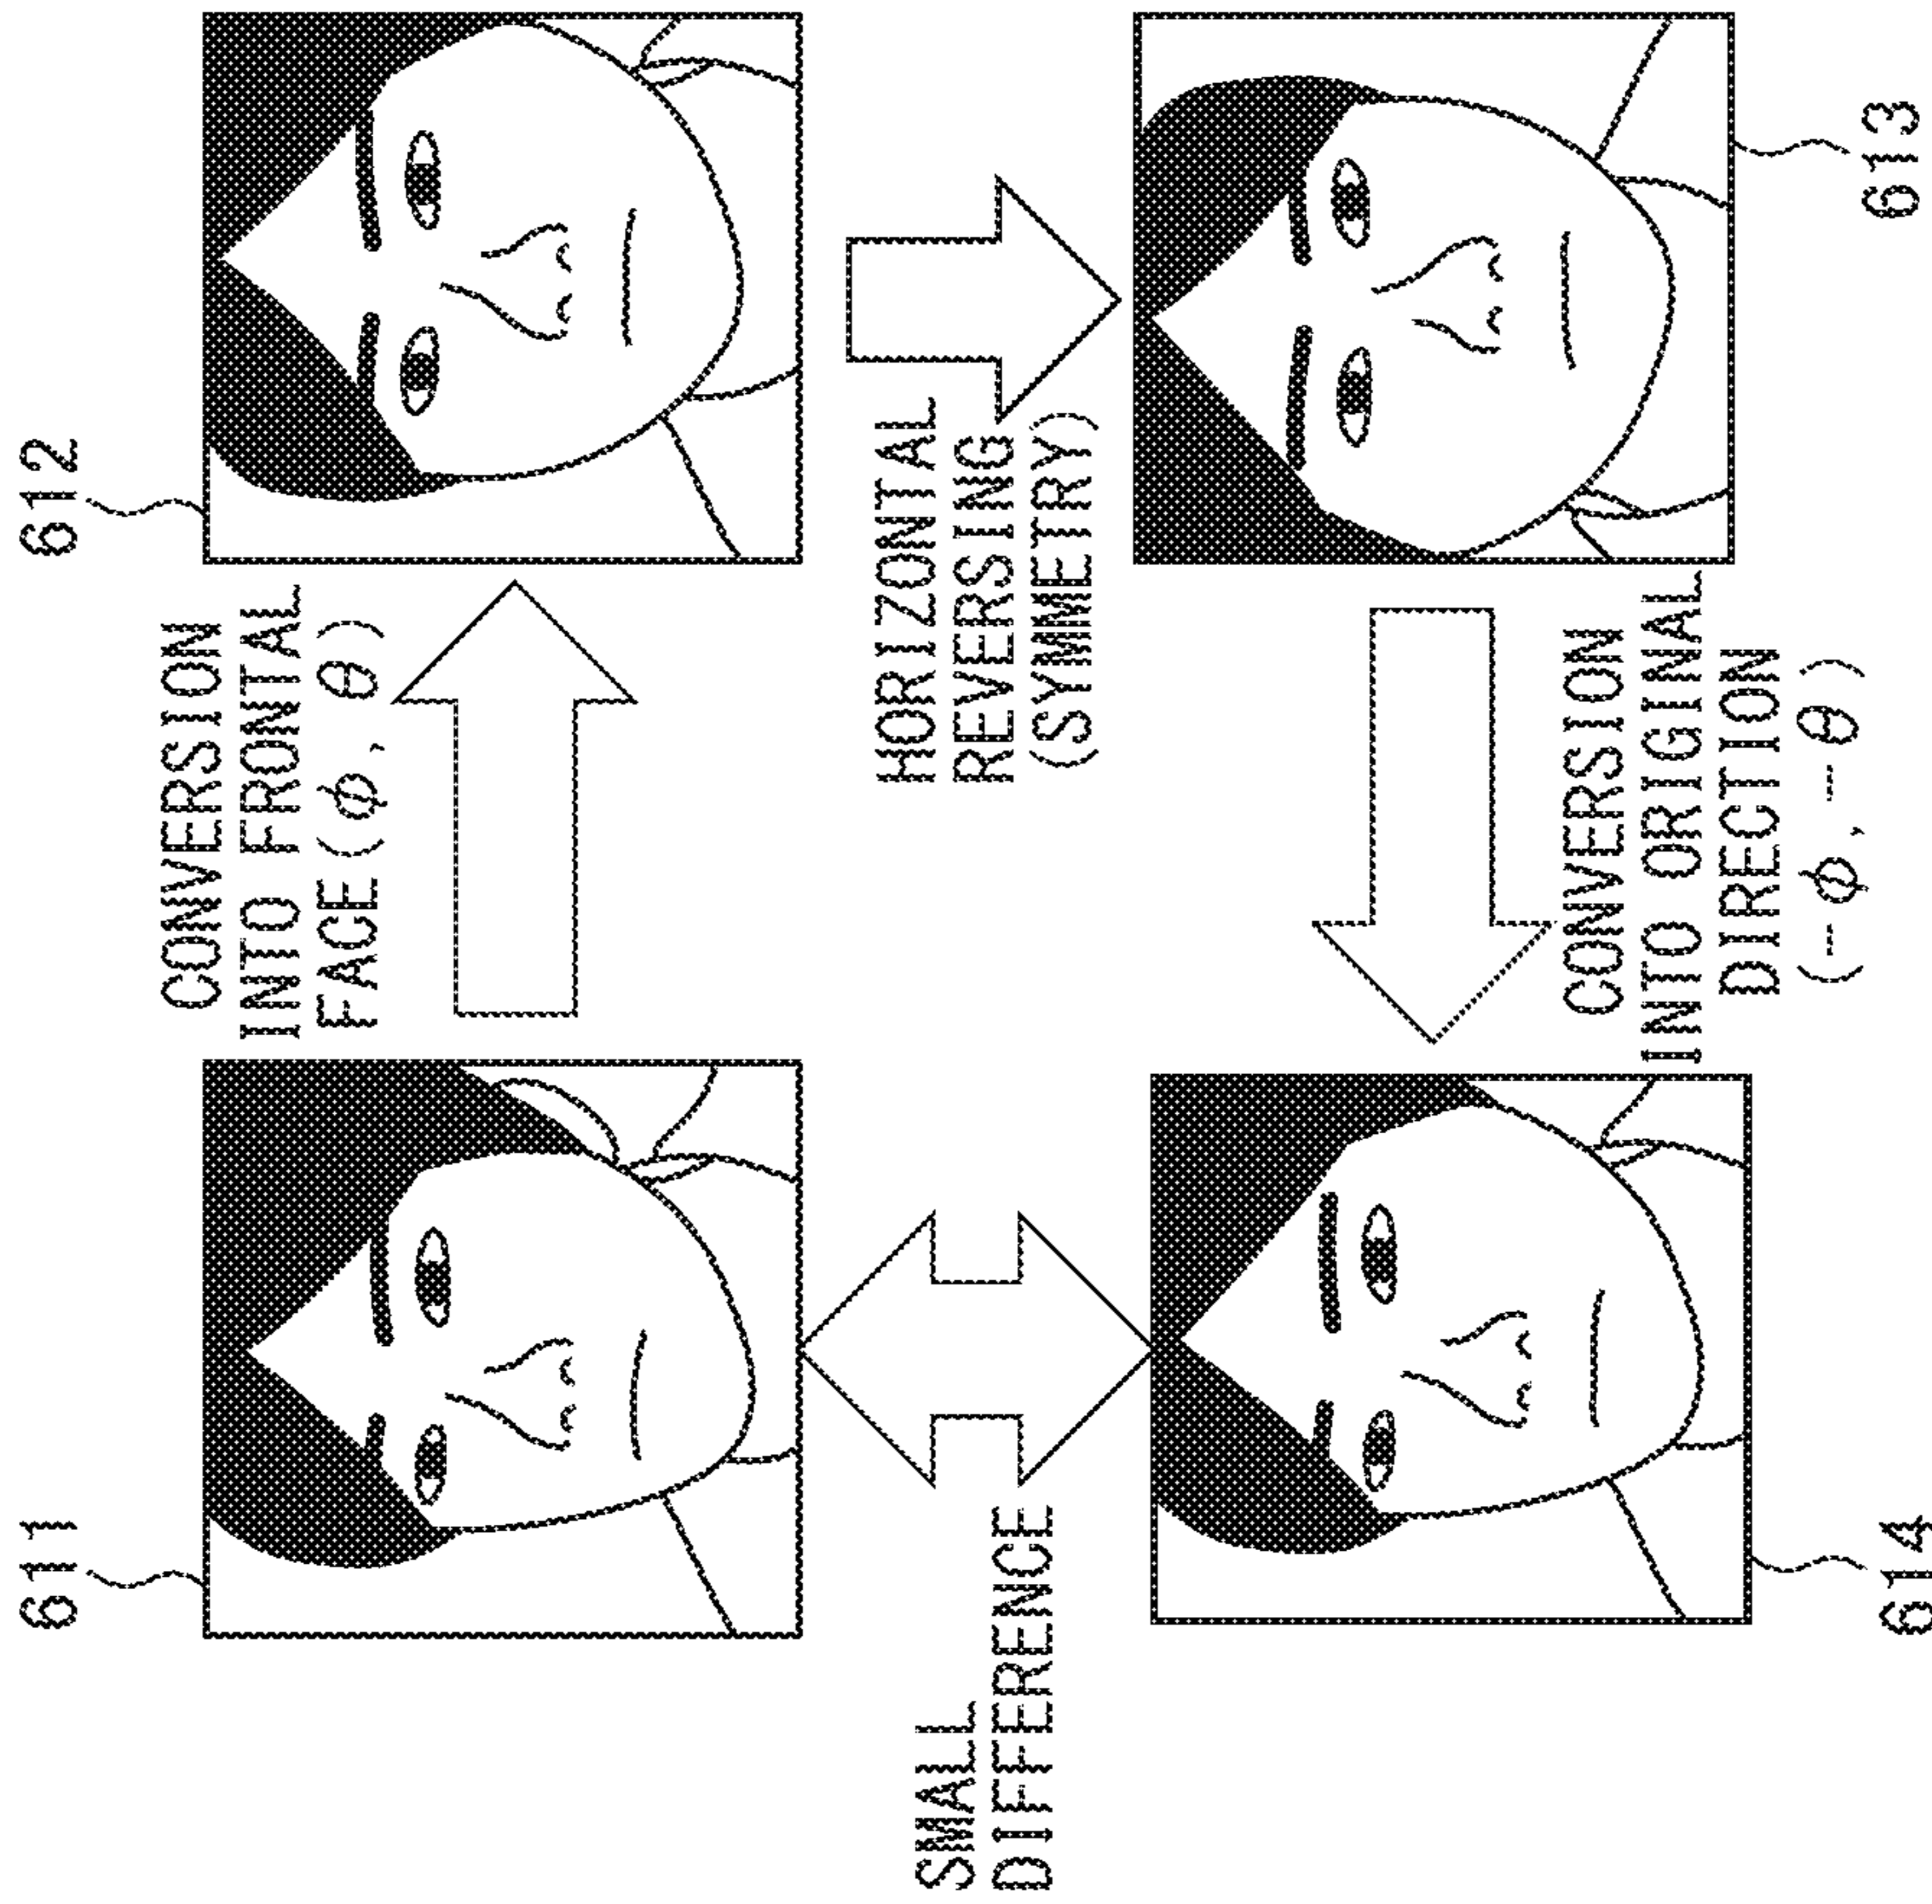 611
612
CONVERSION
INTO FRONTAL
FACE(φ, θ)
SMALL
DIFFERENCE
HORIZONTAL
REVERSING
(SYMMETRY)
CONVERSION
INTO ORIGINAL
DIRECTION
(-φ, -θ)
614
613